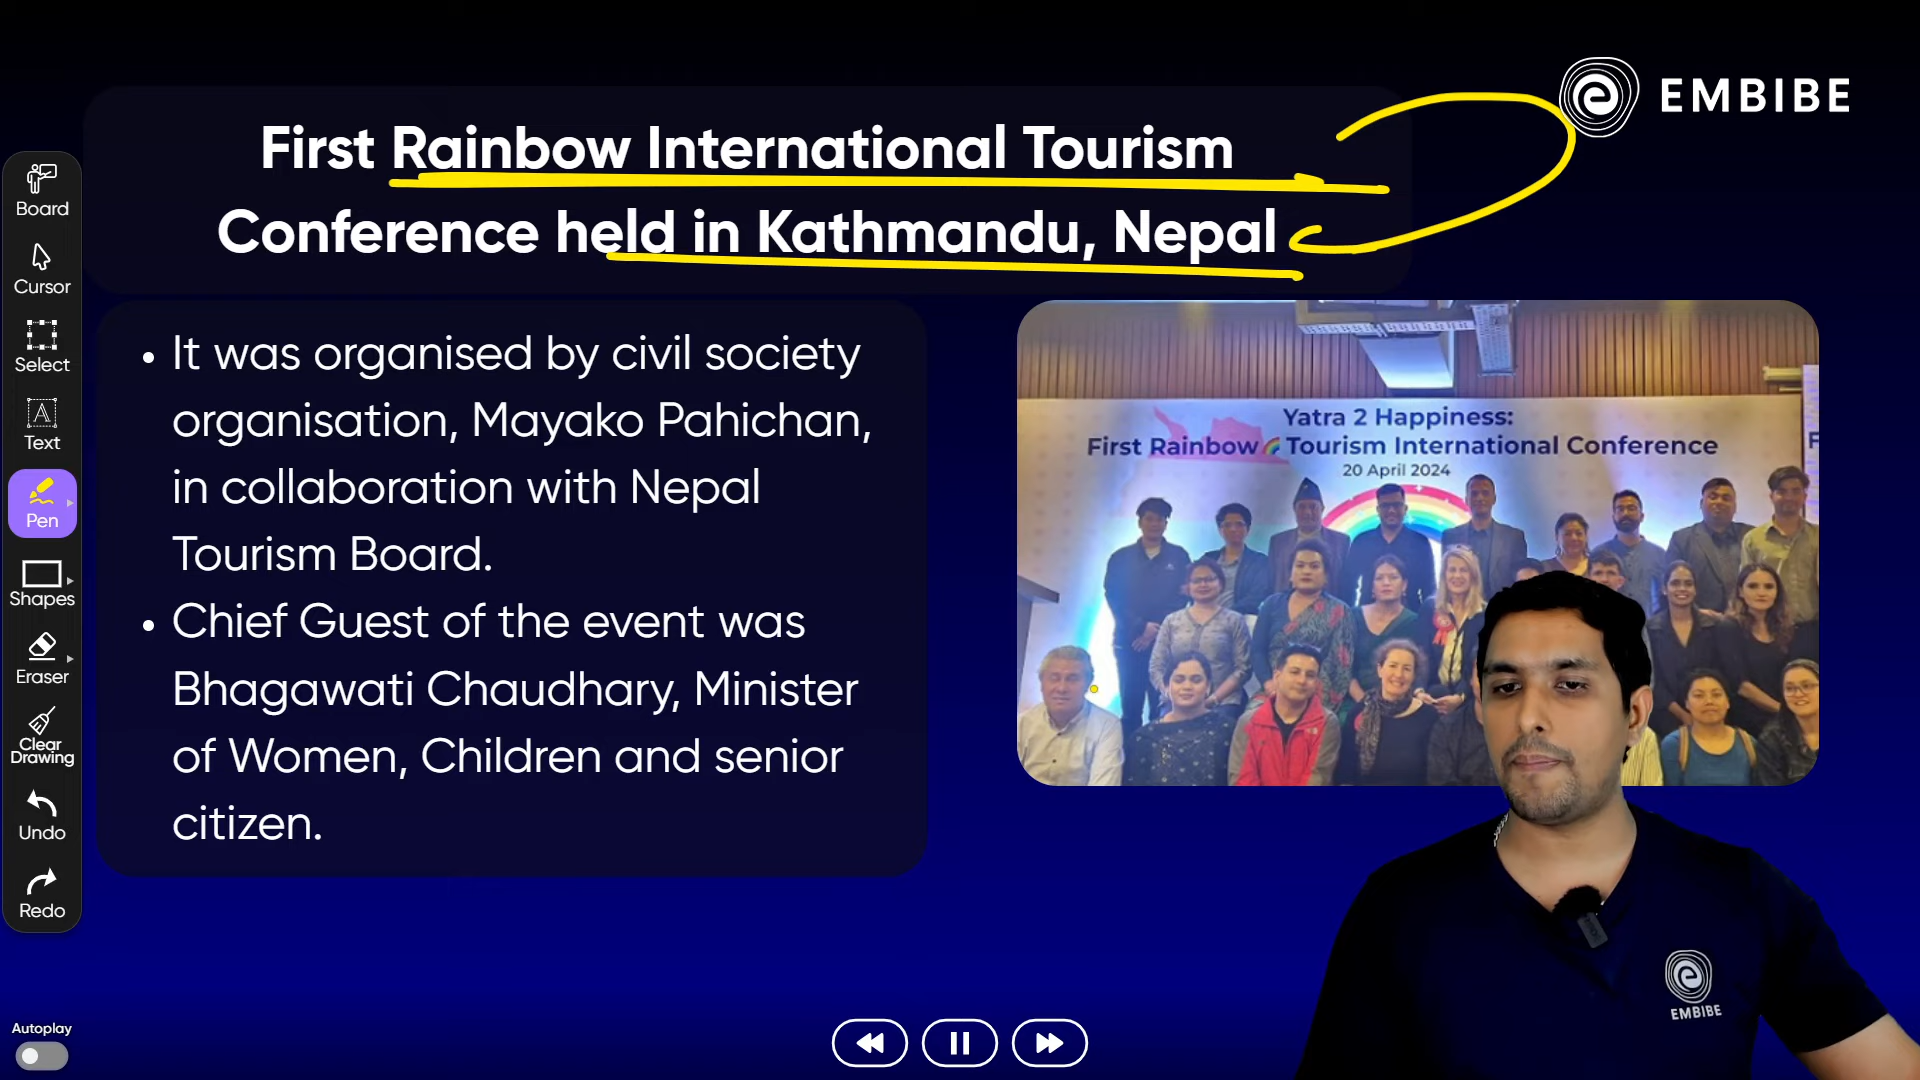 EMBIBE
First Rainbow International Tourism
Conference held in Kathmandu, Nepal
Board
Cursor
Select
Text
Pen
Shapes
Eraser
Clear
Drawing
Undo
Redo
Autoplay
• It was organised by civil society
organisation, Mayako Pahichan,
in collaboration with Nepal
Tourism Board.
• Chief Guest of the event was
Bhagawati Chaudhary, Minister
of Women, Children and senior
citizen.
Yatra 2 Happiness:
First Rainbow Tourism International Conference
20 April 2024
F
EMBIBE